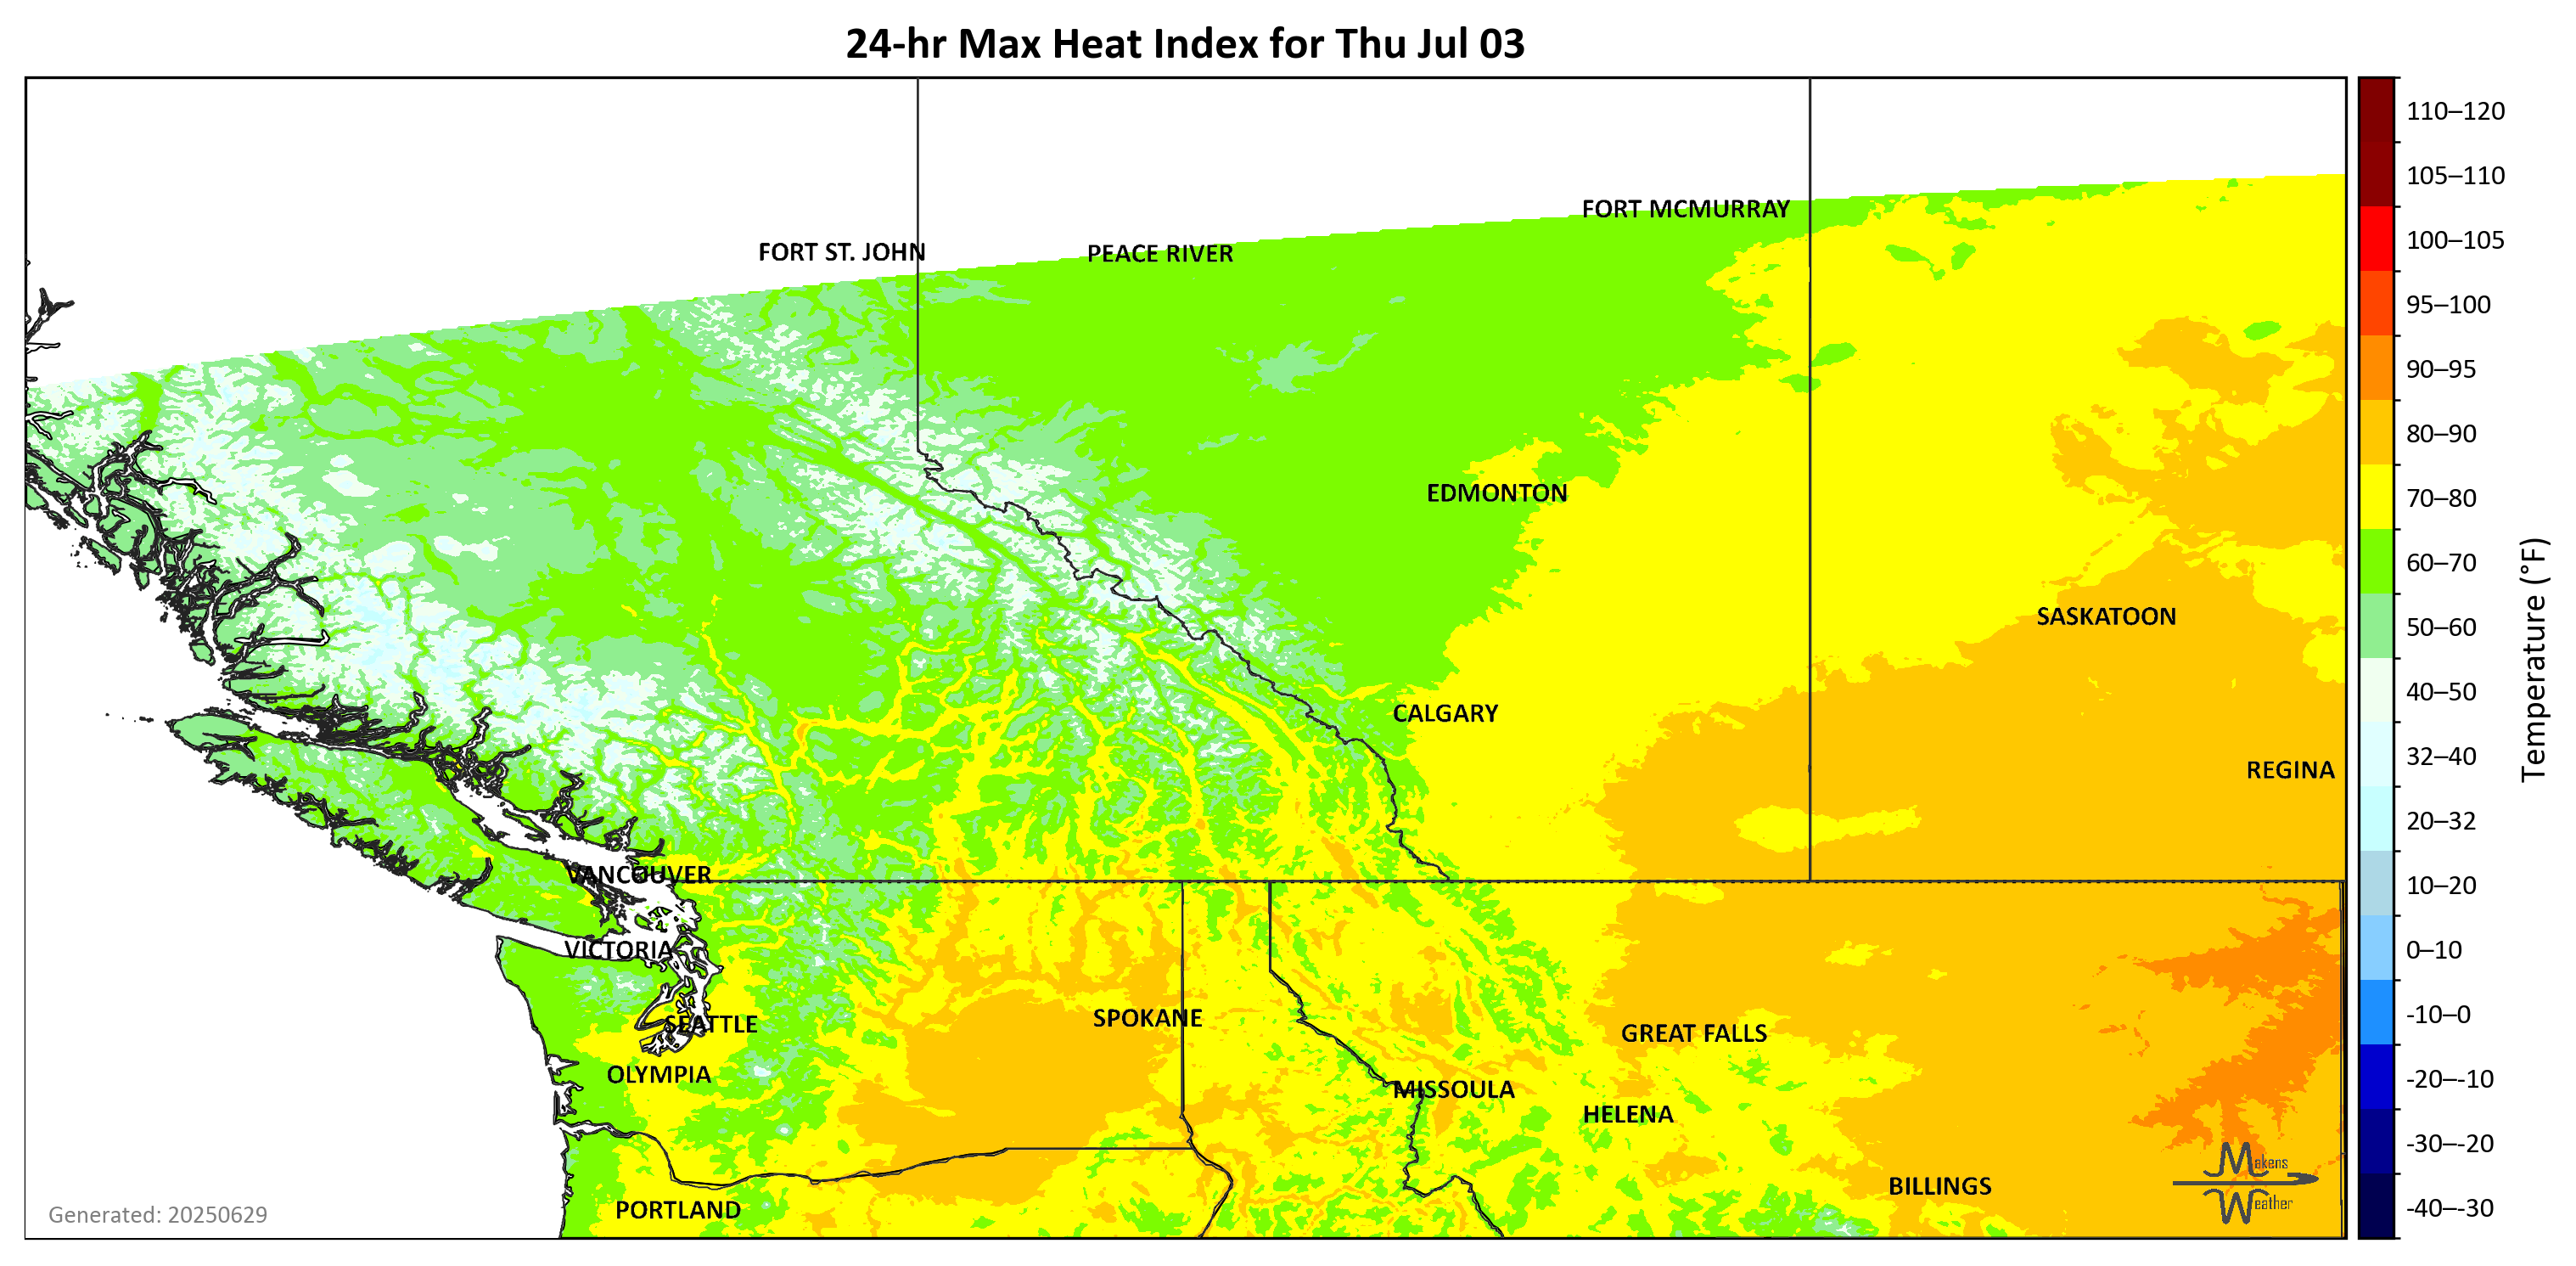 24-hr Max Heat Index for Thu Jul 03
110–120
105–110
FORT MCMURRAY
100–105
FORT ST. JOHN
PEACE RIVER
95–100
90–95
80–90
EDMONTON
70–80
60–70
SASKATOON
50–60
40–50
CALGARY
32–40
REGINA
Temperature (°F)
20–32
VANCOUVER
10–20
VICTORIA
0–10
SPOKANE
-10–0
SEATTLE
GREAT FALLS
OLYMPIA
-20–-10
MISSOULA
HELENA
-30–-20
Makens
Weather
BILLINGS
PORTLAND
-40–-30
Generated: 20250629